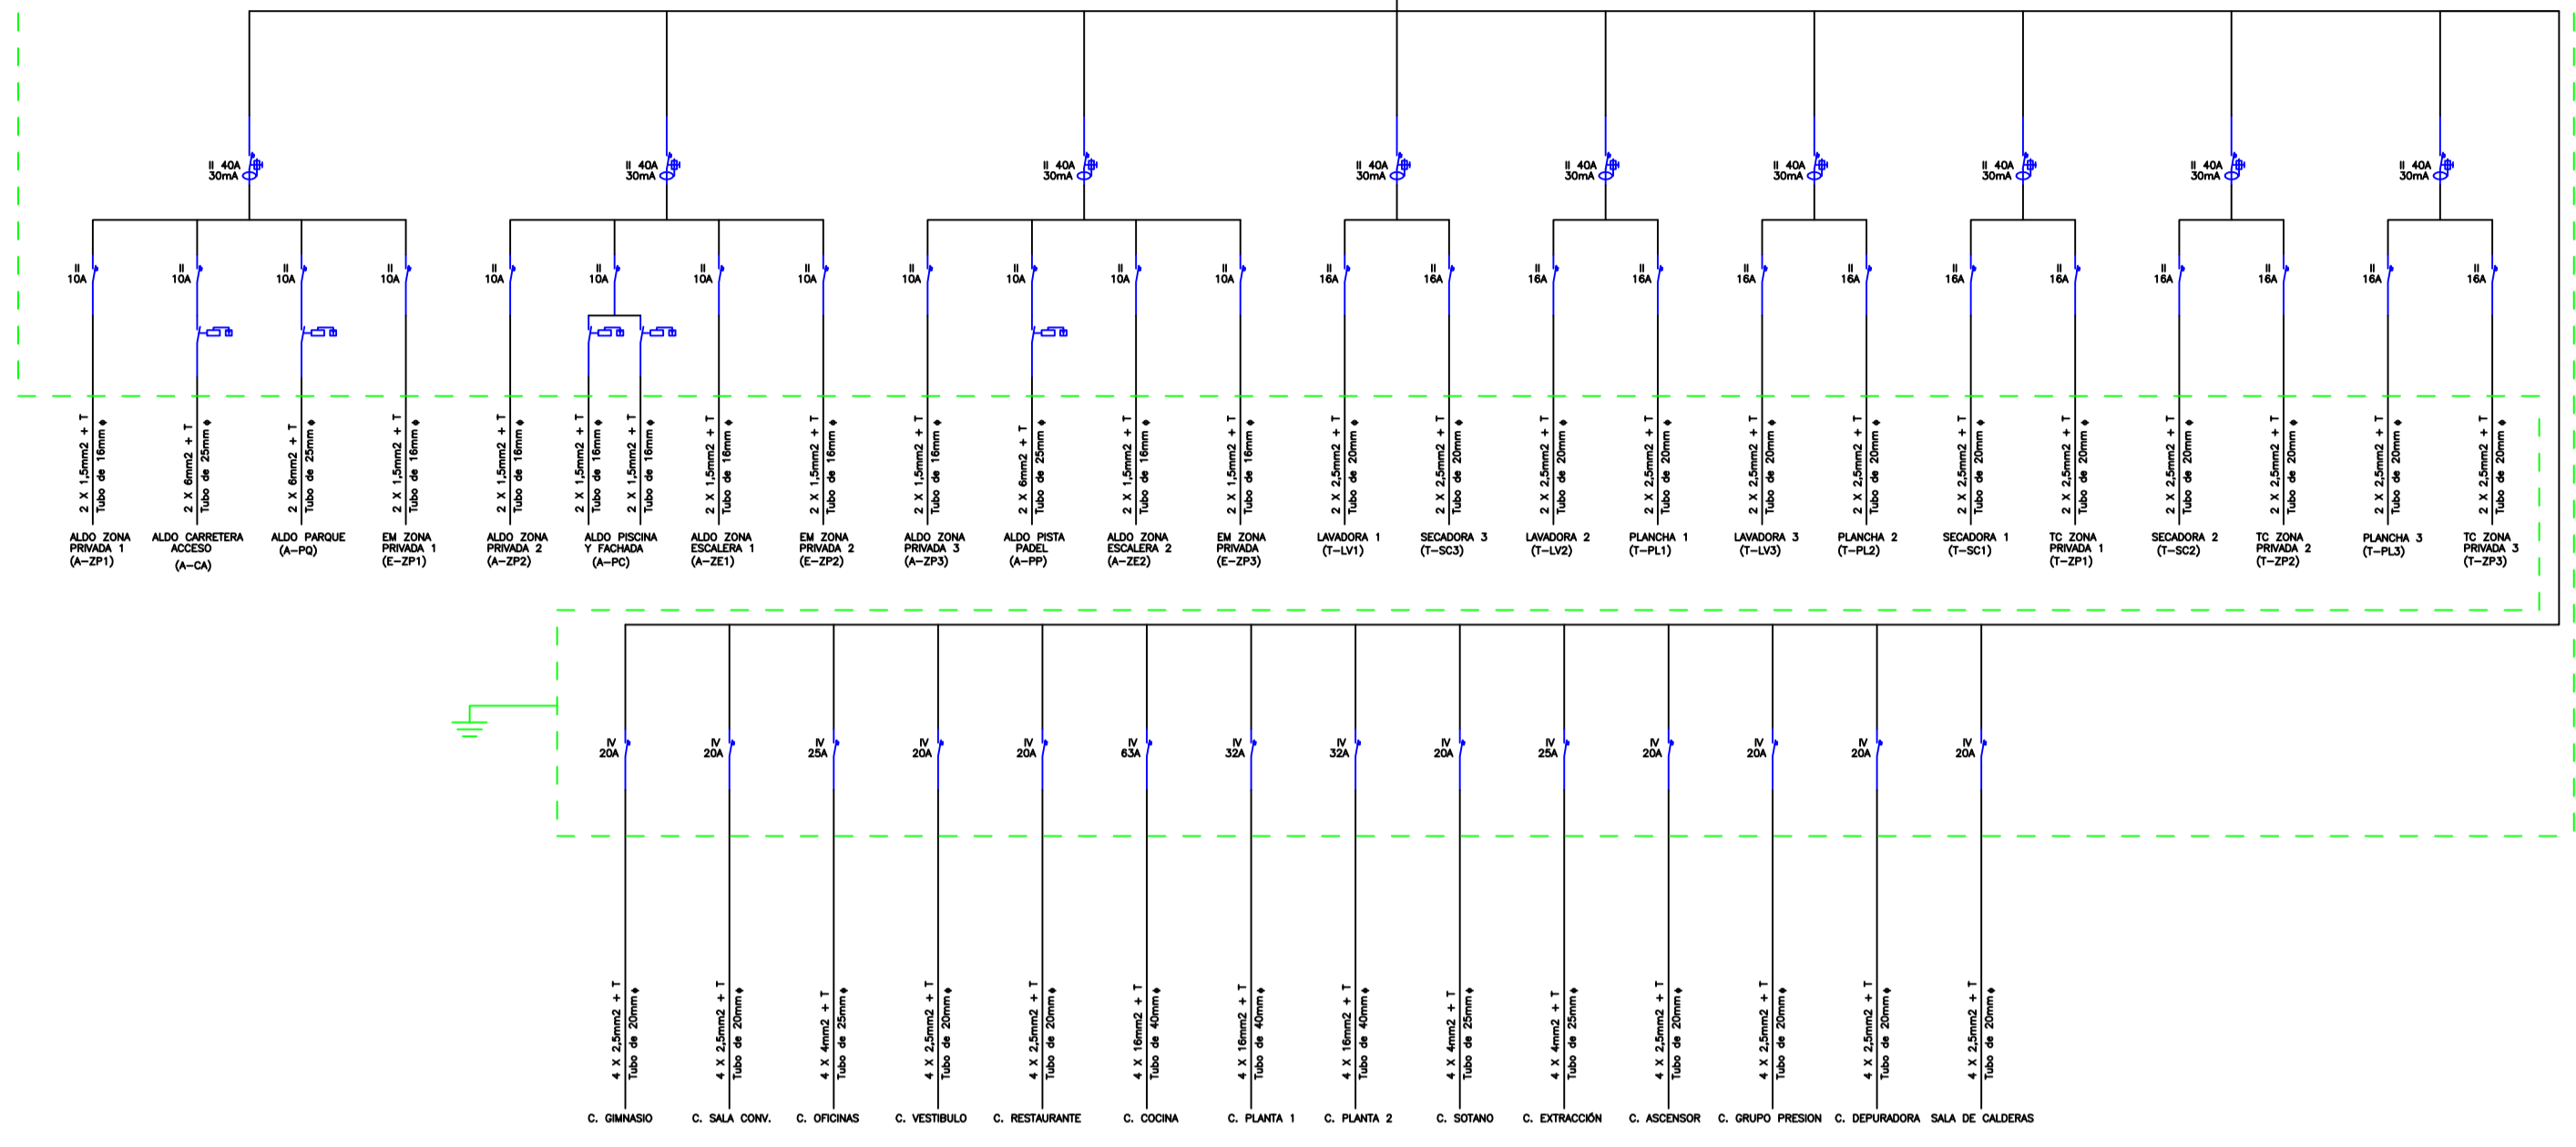 II 40A
30mA
II 40A
30mA
II 40A
30mA
II 40A
30mA
II 40A
30mA
II 40A
30mA
II 40A
30mA
II 40A
30mA
II 40A
30mA
II
10A
II
10A
II
10A
II
10A
II
10A
II
10A
II
10A
II
10A
II
10A
II
10A
II
10A
II
10A
II
16A
II
16A
II
16A
II
16A
II
16A
II
16A
II
16A
II
16A
II
16A
II
16A
II
16A
II
16A
2 X 1,5mm2 + T
Tubo de 16mm ϕ
2 X 6mm2 + T
Tubo de 25mm ϕ
2 X 6mm2 + T
Tubo de 25mm ϕ
2 X 1,5mm2 + T
Tubo de 16mm ϕ
2 X 1,5mm2 + T
Tubo de 16mm ϕ
2 X 1,5mm2 + T
Tubo de 16mm ϕ
2 X 1,5mm2 + T
Tubo de 16mm ϕ
2 X 1,5mm2 + T
Tubo de 16mm ϕ
2 X 1,5mm2 + T
Tubo de 16mm ϕ
2 X 1,5mm2 + T
Tubo de 16mm ϕ
2 X 6mm2 + T
Tubo de 25mm ϕ
2 X 1,5mm2 + T
Tubo de 16mm ϕ
2 X 1,5mm2 + T
Tubo de 16mm ϕ
2 X 2,5mm2 + T
Tubo de 20mm ϕ
2 X 2,5mm2 + T
Tubo de 20mm ϕ
2 X 2,5mm2 + T
Tubo de 20mm ϕ
2 X 2,5mm2 + T
Tubo de 20mm ϕ
2 X 2,5mm2 + T
Tubo de 20mm ϕ
2 X 2,5mm2 + T
Tubo de 20mm ϕ
2 X 2,5mm2 + T
Tubo de 20mm ϕ
2 X 2,5mm2 + T
Tubo de 20mm ϕ
2 X 2,5mm2 + T
Tubo de 20mm ϕ
2 X 2,5mm2 + T
Tubo de 20mm ϕ
2 X 2,5mm2 + T
Tubo de 20mm ϕ
2 X 2,5mm2 + T
Tubo de 20mm ϕ
ALDO ZONA
PRIVADA 1
(A-ZP1)
ALDO CARRETERA
ACCESO
(A-CA)
ALDO PARQUE
(A-PQ)
EM ZONA
PRIVADA 1
(E-ZP1)
ALDO ZONA
PRIVADA 2
(A-ZP2)
ALDO PISCINA
Y FACHADA
(A-PC)
ALDO ZONA
ESCALERA 1
(A-ZE1)
EM ZONA
PRIVADA 2
(E-ZP2)
ALDO ZONA
PRIVADA 3
(A-ZP3)
ALDO PISTA
PADEL
(A-PP)
ALDO ZONA
ESCALERA 2
(A-ZE2)
EM ZONA
PRIVADA
(E-ZP3)
LAVADORA 1
(T-LV1)
SECADORA 3
(T-SC3)
LAVADORA 2
(T-LV2)
PLANCHA 1
(T-PL1)
LAVADORA 3
(T-LV3)
PLANCHA 2
(T-PL2)
SECADORA 1
(T-SC1)
TC ZONA
PRIVADA 1
(T-ZP1)
SECADORA 2
(T-SC2)
TC ZONA
PRIVADA 2
(T-ZP2)
PLANCHA 3
(T-PL3)
TC ZONA
PRIVADA 3
(T-ZP3)
IV
20A
IV
20A
IV
25A
IV
20A
IV
20A
IV
63A
IV
32A
IV
32A
IV
20A
IV
25A
IV
20A
IV
20A
IV
20A
IV
20A
4 X 2,5mm2 + T
Tubo de 20mm ϕ
4 X 2,5mm2 + T
Tubo de 20mm ϕ
4 X 4mm2 + T
Tubo de 25mm ϕ
4 X 2,5mm2 + T
Tubo de 20mm ϕ
4 X 2,5mm2 + T
Tubo de 20mm ϕ
4 X 16mm2 + T
Tubo de 40mm ϕ
4 X 16mm2 + T
Tubo de 40mm ϕ
4 X 16mm2 + T
Tubo de 40mm ϕ
4 X 4mm2 + T
Tubo de 25mm ϕ
4 X 4mm2 + T
Tubo de 25mm ϕ
4 X 2,5mm2 + T
Tubo de 20mm ϕ
4 X 2,5mm2 + T
Tubo de 20mm ϕ
4 X 2,5mm2 + T
Tubo de 20mm ϕ
4 X 2,5mm2 + T
Tubo de 20mm ϕ
C. GIMNASIO
C. SALA CONV.
C. OFICINAS
C. VESTIBULO
C. RESTAURANTE
C. COCINA
C. PLANTA 1
C. PLANTA 2
C. SOTANO
C. EXTRACCIÓN
C. ASCENSOR
C. GRUPO PRESION
C. DEPURADORA
SALA DE CALDERAS